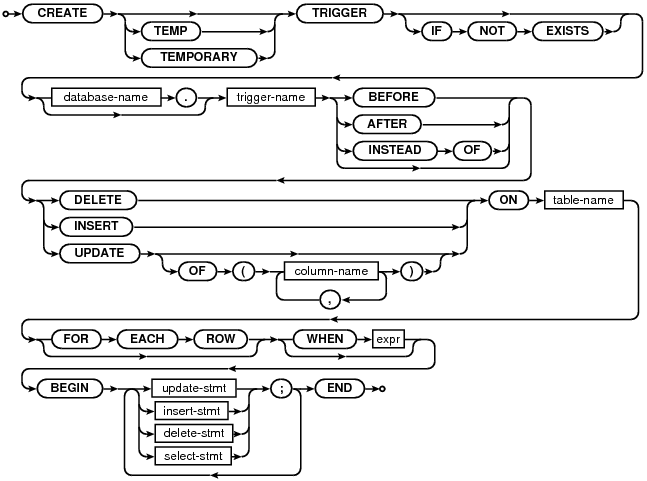 CREATE TRIGGER
TEMP IF NOT EXISTS
TEMPORARY
database-name . trigger-name BEFORE
AFTER
INSTEAD OF
DELETE ON table-name
INSERT
UPDATE
OF ( column-name )
,
FOR EACH ROW WHEN expr
BEGIN update-stmt ; END
insert-stmt
delete-stmt
select-stmt